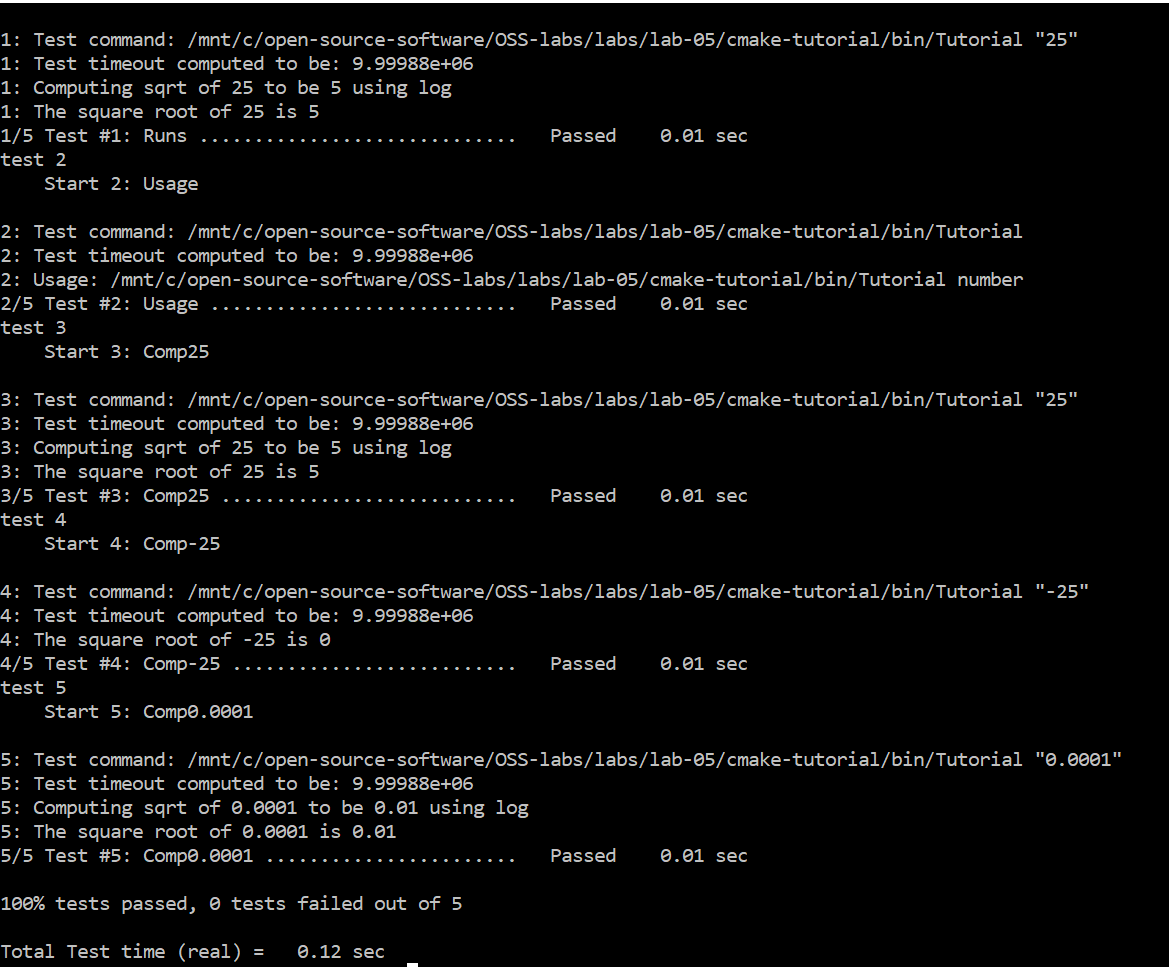 1: Test command: /mnt/c/open-source-software/OSS-labs/labs/lab-05/cmake-tutorial/bin/Tutorial "25"
1: Test timeout computed to be: 9.99988e+06
1: Computing sqrt of 25 to be 5 using log
1: The square root of 25 is 5
1/5 Test #1: Runs .............................   Passed    0.01 sec
test 2
    Start 2: Usage

2: Test command: /mnt/c/open-source-software/OSS-labs/labs/lab-05/cmake-tutorial/bin/Tutorial
2: Test timeout computed to be: 9.99988e+06
2: Usage: /mnt/c/open-source-software/OSS-labs/labs/lab-05/cmake-tutorial/bin/Tutorial number
2/5 Test #2: Usage ............................   Passed    0.01 sec
test 3
    Start 3: Comp25

3: Test command: /mnt/c/open-source-software/OSS-labs/labs/lab-05/cmake-tutorial/bin/Tutorial "25"
3: Test timeout computed to be: 9.99988e+06
3: Computing sqrt of 25 to be 5 using log
3: The square root of 25 is 5
3/5 Test #3: Comp25 ...........................   Passed    0.01 sec
test 4
    Start 4: Comp-25

4: Test command: /mnt/c/open-source-software/OSS-labs/labs/lab-05/cmake-tutorial/bin/Tutorial "-25"
4: Test timeout computed to be: 9.99988e+06
4: The square root of -25 is 0
4/5 Test #4: Comp-25 ..........................   Passed    0.01 sec
test 5
    Start 5: Comp0.0001

5: Test command: /mnt/c/open-source-software/OSS-labs/labs/lab-05/cmake-tutorial/bin/Tutorial "0.0001"
5: Test timeout computed to be: 9.99988e+06
5: Computing sqrt of 0.0001 to be 0.01 using log
5: The square root of 0.0001 is 0.01
5/5 Test #5: Comp0.0001 .......................   Passed    0.01 sec

100% tests passed, 0 tests failed out of 5

Total Test time (real) =   0.12 sec